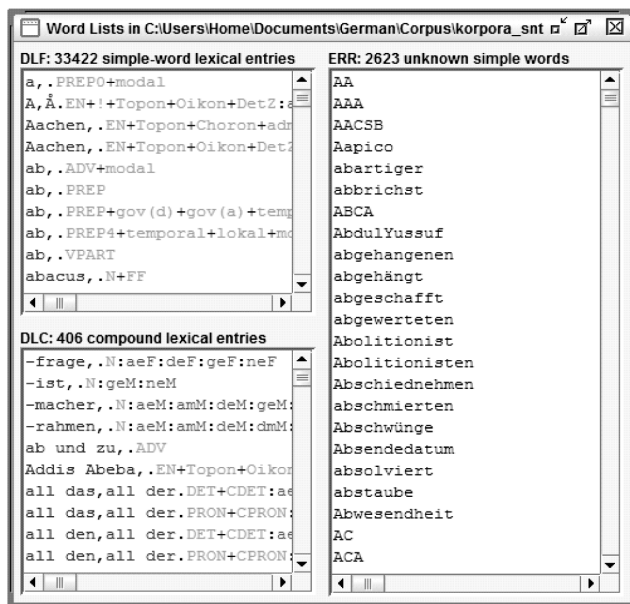 Word Lists in C:\Users\Home\Documents\German\Corpus\korpora_snt
DLF: 33422 simple-word lexical entries
a,.PREP0+modal
A,Å.EN+!+Topon+Oikon+DetZ:a
Aachen,.EN+Topon+Choron+adm
Aachen,.EN+Topon+Oikon+DetZ
ab,.ADV+modal
ab,.PREP
ab,.PREP+gov(d)+gov(a)+temp
ab,.PREP4+temporal+lokal+mo
ab,.VPART
abacus,.N+FF
DLC: 406 compound lexical entries
-frage,.N:aeF:deF:geF:neF
-ist,.N:geM:neM
-macher,.N:aeM:amM:deM:geM:
-rahmen,.N:aeM:amM:deM:dmM:
ab und zu,.ADV
Addis Abeba,.EN+Topon+Oikon
all das,all der.DET+CDET:ae
all das,all der.PRON+CPRON:
all den,all der.DET+CDET:ae
all den,all der.PRON+CPRON:
ERR: 2623 unknown simple words
AA
AAA
AACSB
Aapico
abartiger
abbrichst
ABCA
AbdulYussuf
abgehangenen
abgehängt
abgeschafft
abgewerteten
Abolitionist
Abolitionisten
Abschiednehmen
abschmierten
Abschwünge
Absendedatum
absolviert
abstaube
Abwesendheit
AC
ACA